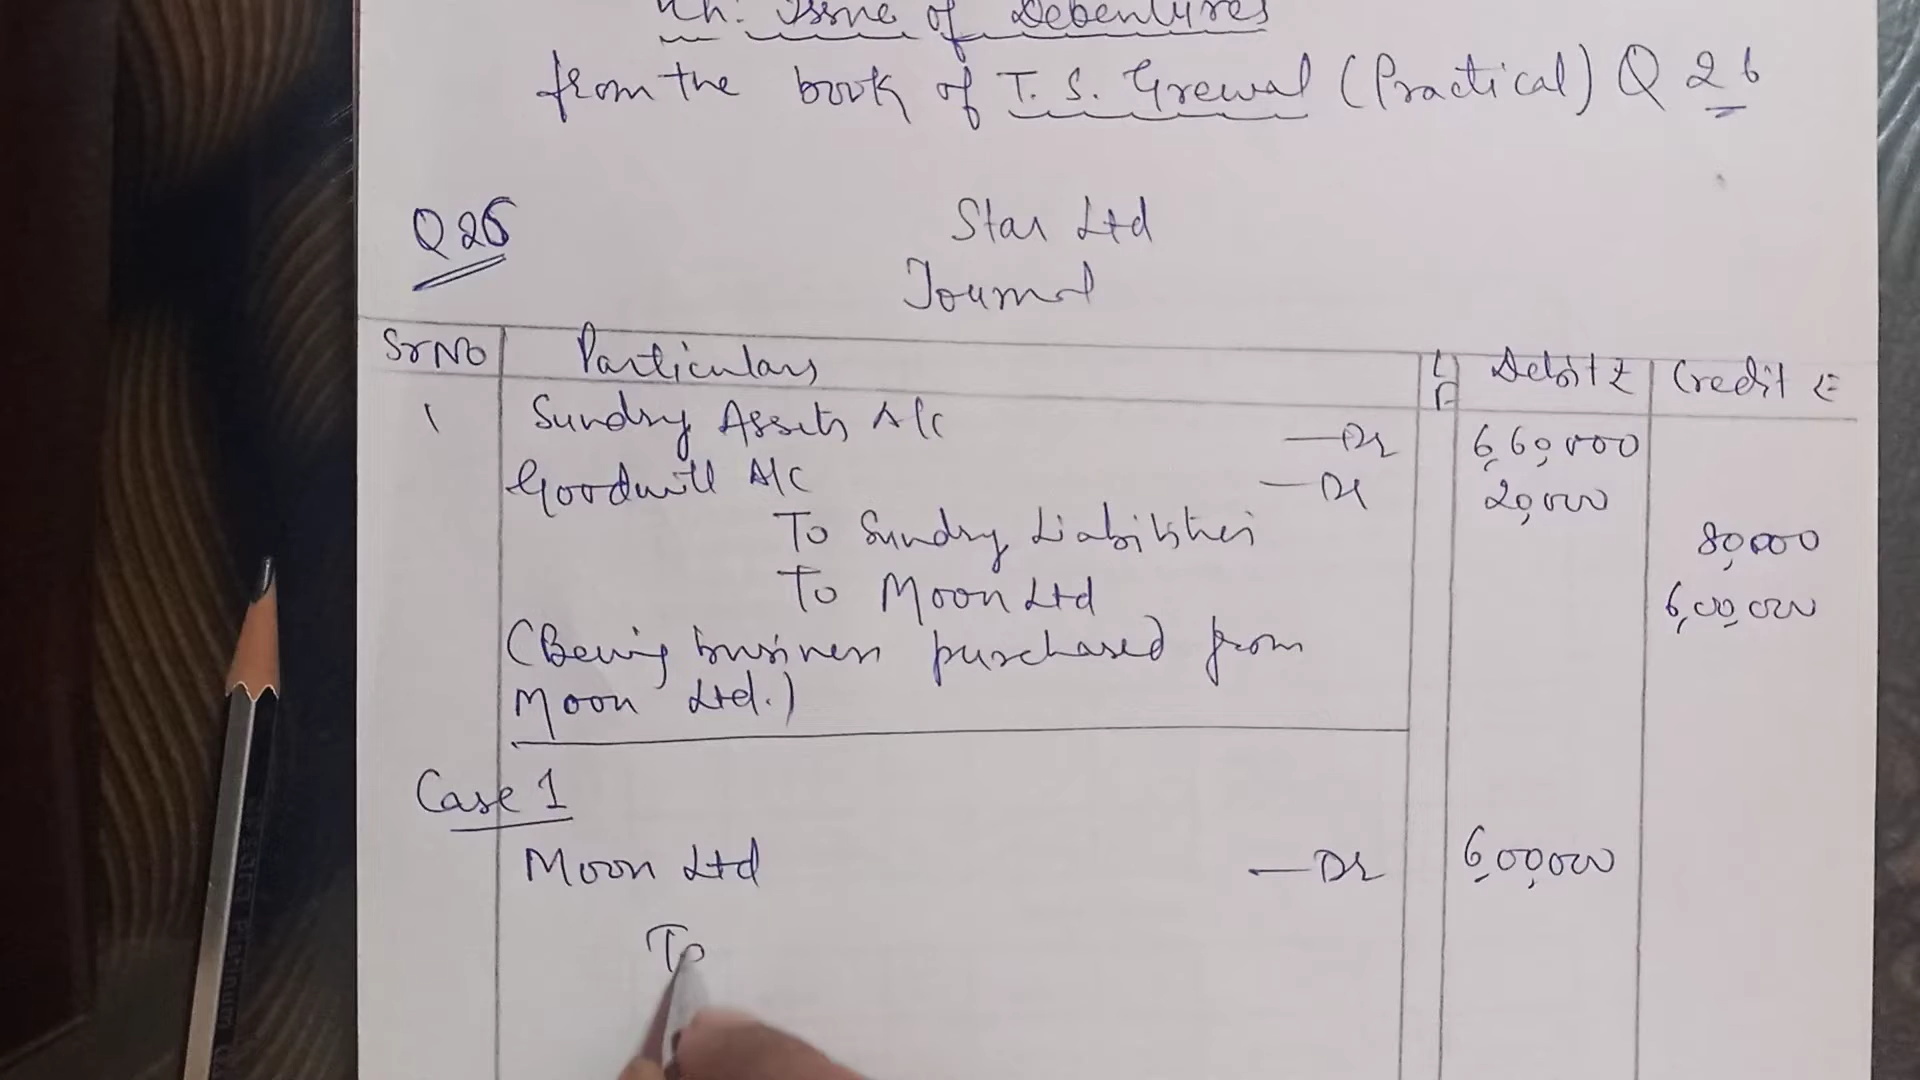 Ch: Issue of Debentures
from the book of T. S. Grewal (Practical) Q 26
Q 26
Star Ltd
Journal
Sr No Particulars LF Debit ₹ Credit ₹
1 Sundry Assets A/c —Dr 6,60,000
Goodwill A/c —Dr 20,000
To Sundry Liabilities 80,000
To Moon Ltd 6,00,000
(Being business purchased from
Moon Ltd.)
Case 1
Moon Ltd —Dr 6,00,000
To